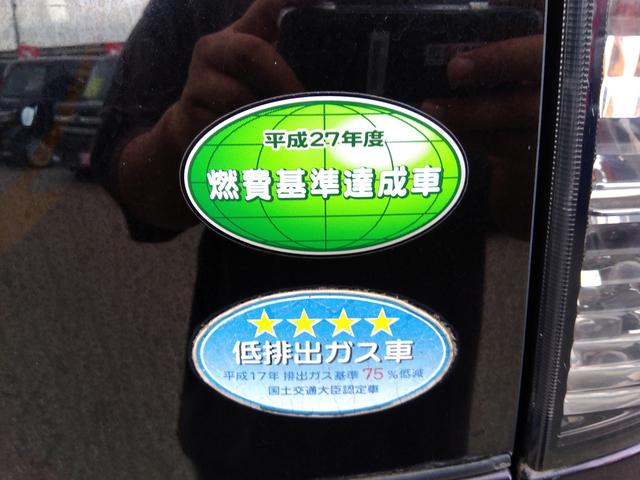 平成27年度
燃費基準達成車
低排出ガス車
平成17年 排出ガス基準 75 %低減
国土交通大臣認定車